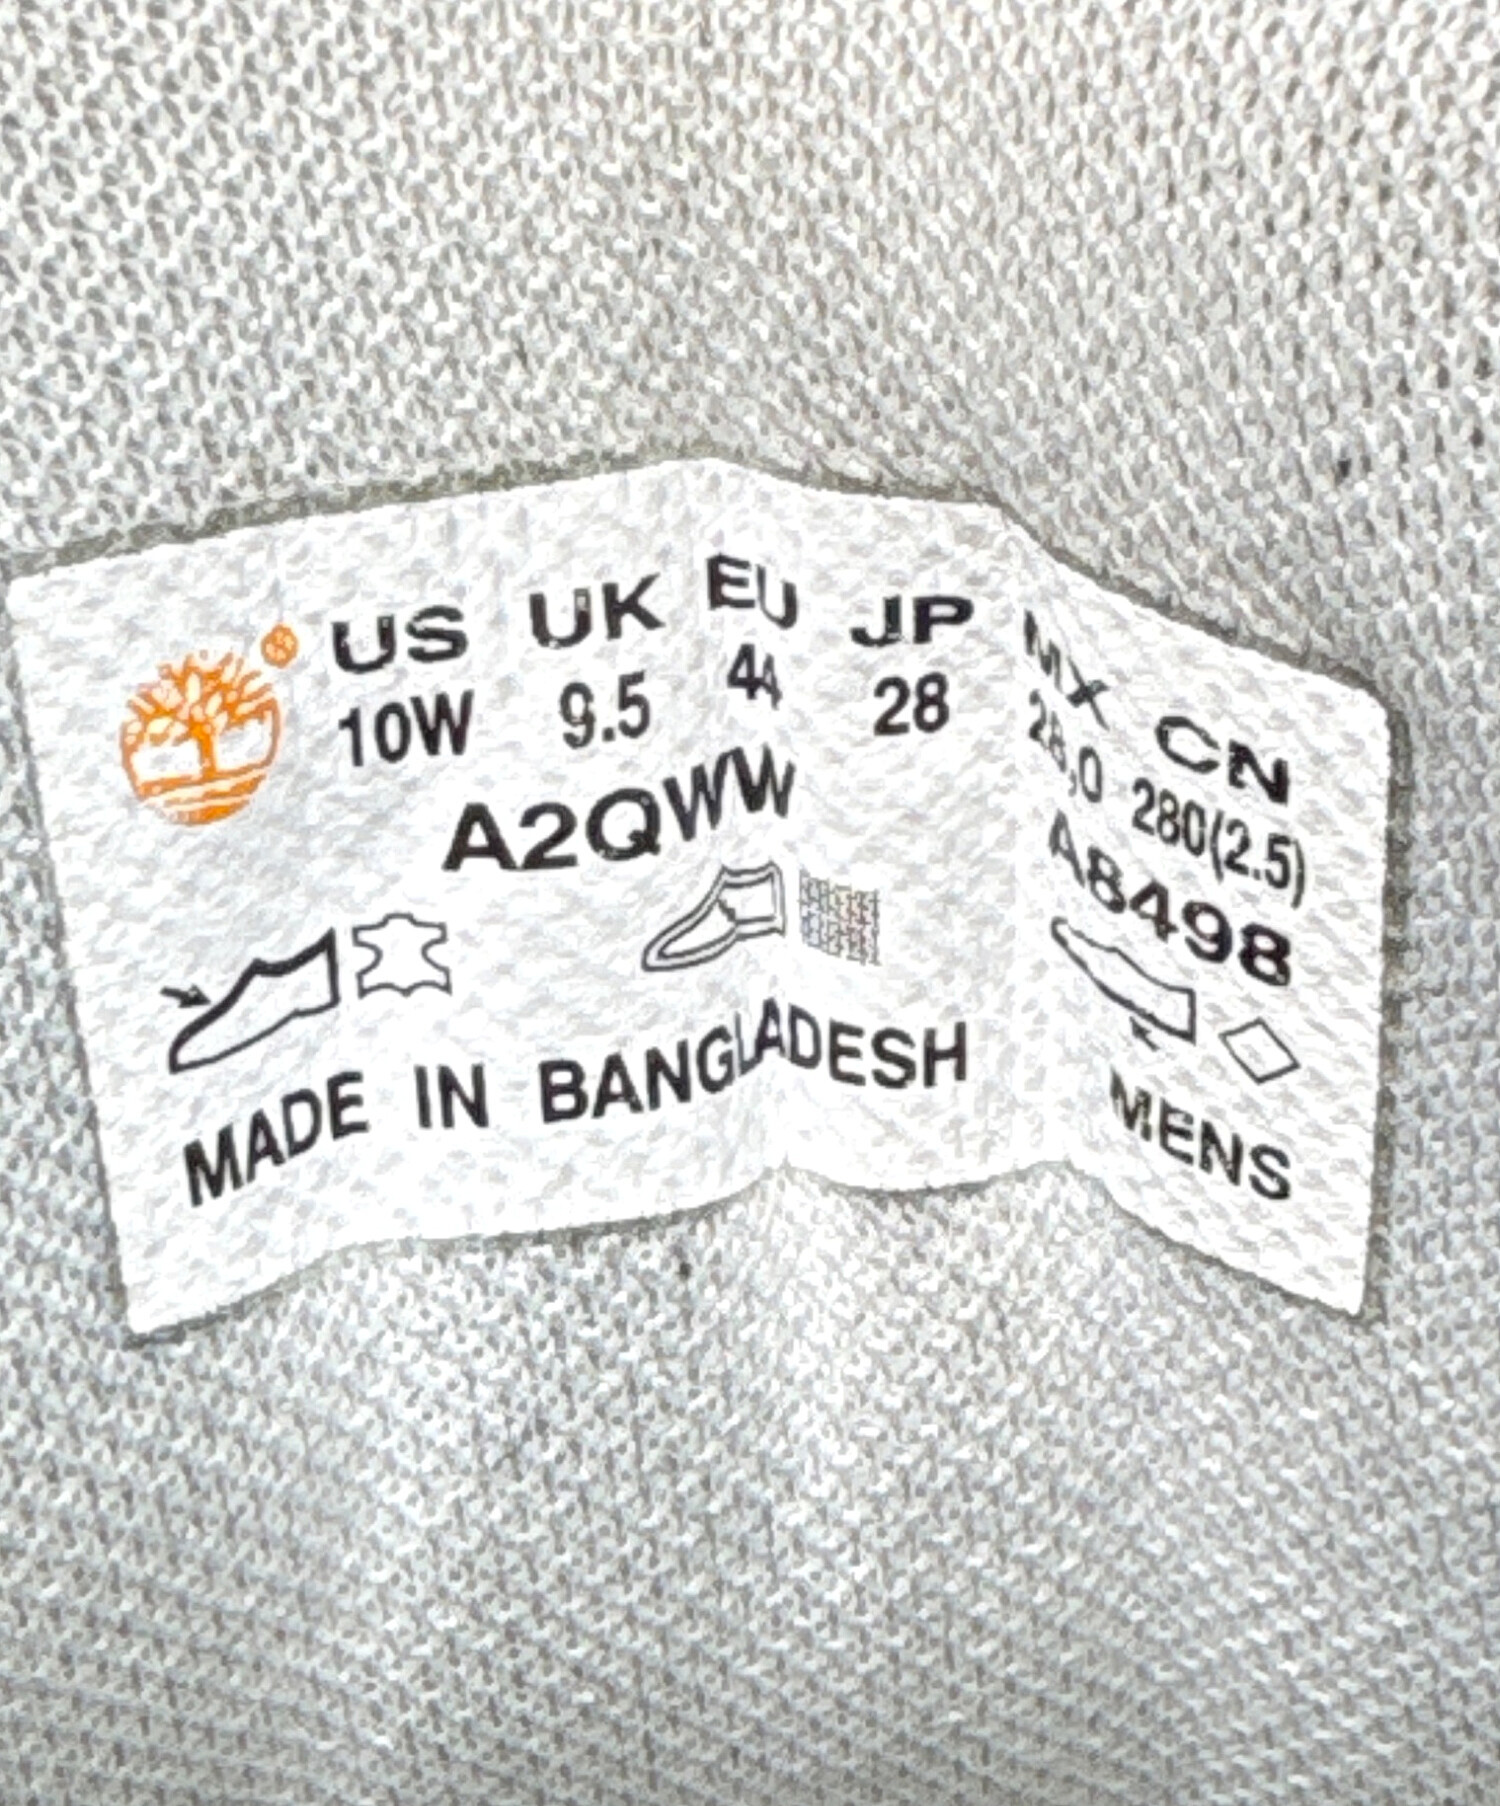 US UK EU JP MX CN
10W 9.5 44 28 28,0 280(2.5)
A2QWW A8498
MADE IN BANGLADESH MENS